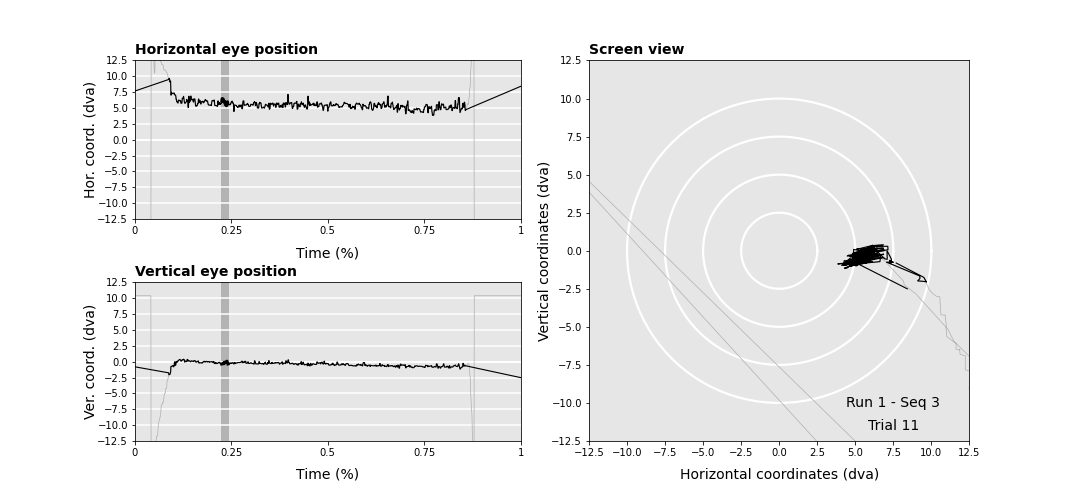 Horizontal eye position
12.5
10.0
7.5
5.0
2.5
0.0
−2.5
−5.0
−7.5
−10.0
−12.5
Hor. coord. (dva)
0 0.25 0.5 0.75 1
Time (%)
Vertical eye position
12.5
10.0
7.5
5.0
2.5
0.0
−2.5
−5.0
−7.5
−10.0
−12.5
Ver. coord. (dva)
0 0.25 0.5 0.75 1
Time (%)
Screen view
12.5
10.0
7.5
5.0
2.5
0.0
−2.5
−5.0
−7.5
−10.0
−12.5
Vertical coordinates (dva)
Run 1 - Seq 3
Trial 11
−12.5 −10.0 −7.5 −5.0 −2.5 0.0 2.5 5.0 7.5 10.0 12.5
Horizontal coordinates (dva)